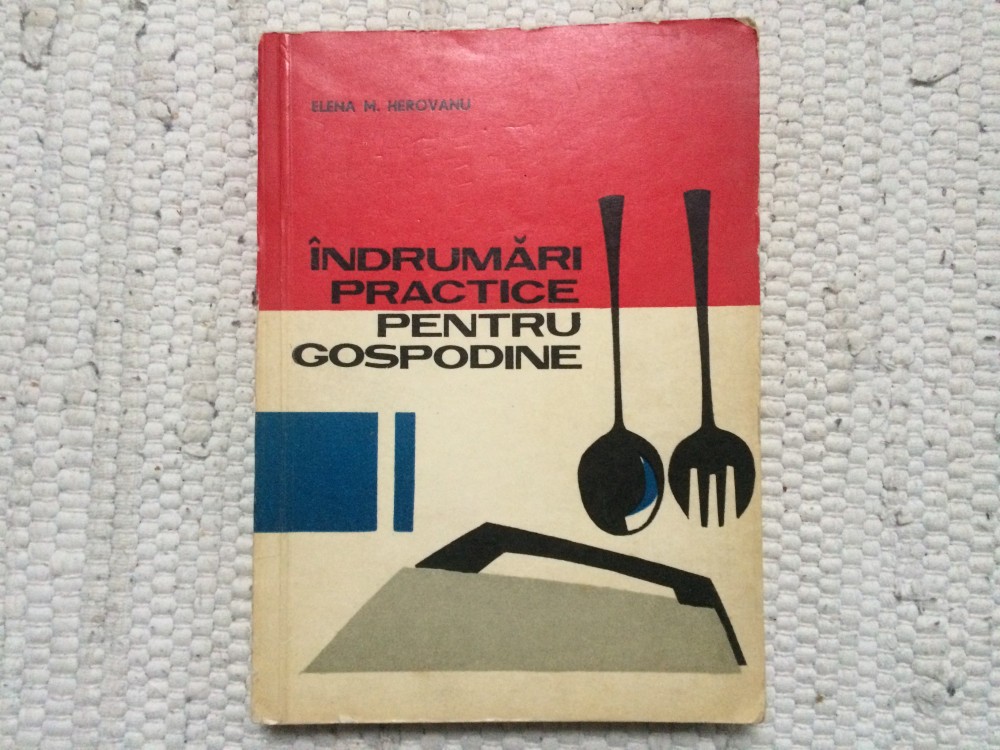 ELENA M. HEROVANU
ÎNDRUMĂRI
PRACTICE
PENTRU
GOSPODINE